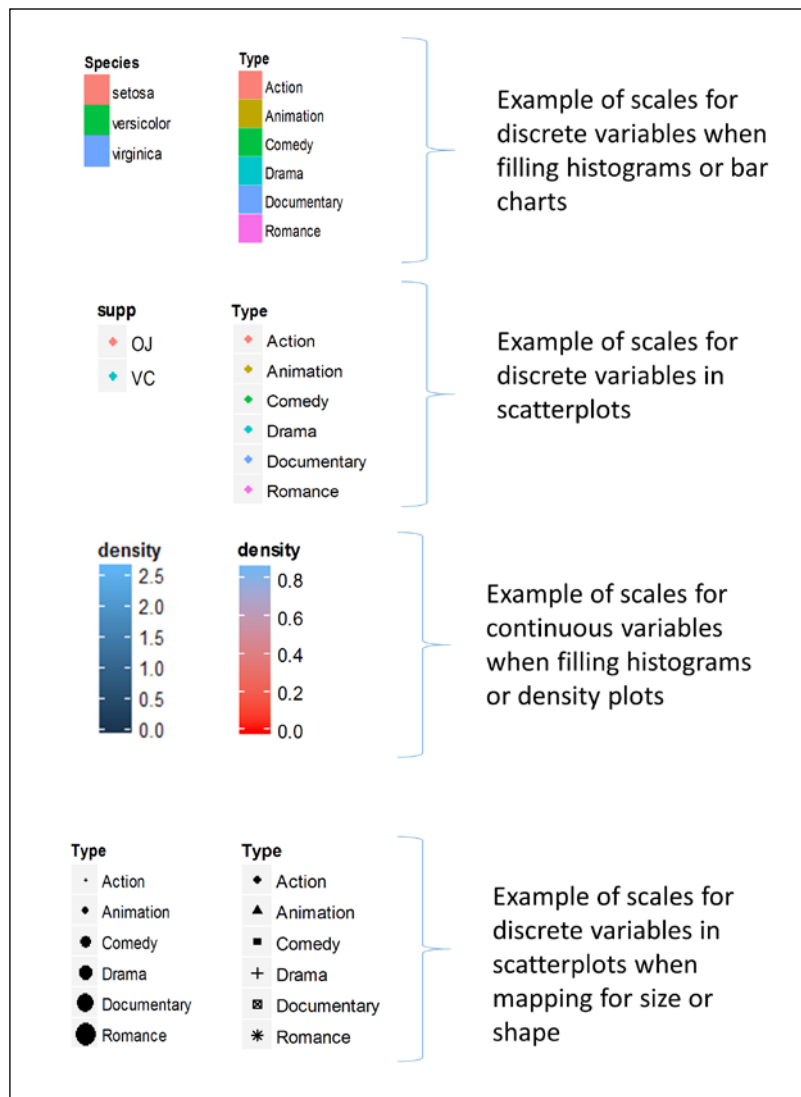 Species
setosa
versicolor
virginica
Type
Action
Animation
Comedy
Drama
Documentary
Romance
Example of scales for
discrete variables when
filling histograms or bar
charts
supp
OJ
VC
Type
Action
Animation
Comedy
Drama
Documentary
Romance
Example of scales for
discrete variables in
scatterplots
density
2.5
2.0
1.5
1.0
0.5
0.0
density
0.8
0.6
0.4
0.2
0.0
Example of scales for
continuous variables
when filling histograms
or density plots
Type
Action
Animation
Comedy
Drama
Documentary
Romance
Type
Action
Animation
Comedy
Drama
Documentary
Romance
Example of scales for
discrete variables in
scatterplots when
mapping for size or
shape